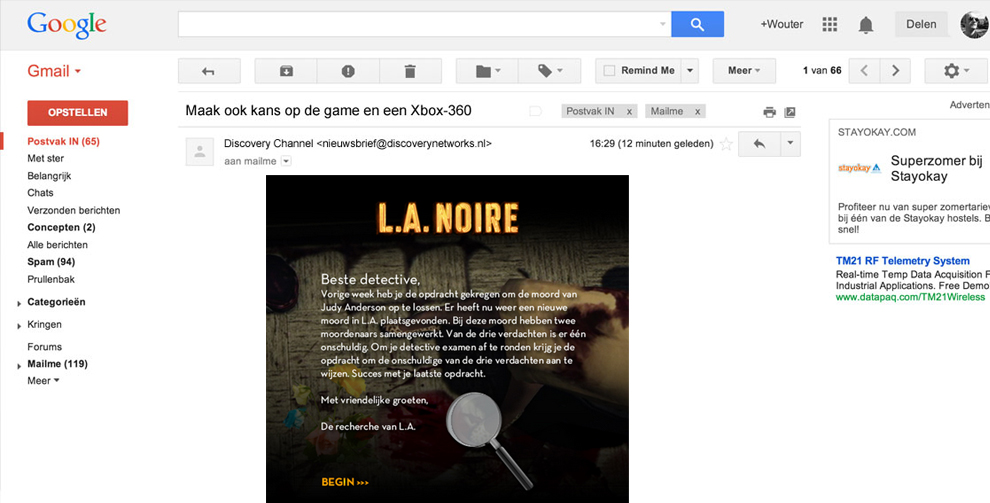 Google
+Wouter
Delen
Gmail
Remind Me
Meer
1 van 66
OPSTELLEN
Postvak IN (65)
Met ster
Belangrijk
Chats
Verzonden berichten
Concepten (2)
Alle berichten
Spam (94)
Prullenbak
Categorieën
Kringen
Forums
Mailme (119)
Meer
Maak ook kans op de game en een Xbox-360
Postvak IN x
Mailme x
Discovery Channel <nieuwsbrief@discoverynetworks.nl>
16:29 (12 minuten geleden)
aan mailme
L.A. NOIRE
Beste detective,
Vorige week heb je de opdracht gekregen om de moord van
Judy Anderson op te lossen. Er heeft nu weer een nieuwe
moord in L.A. plaatsgevonden. Bij deze moord hebben twee
moordenaars samengewerkt. Van de drie verdachten is er één
onschuldig. Om je detective examen af te ronden krijg je de
opdracht om de onschuldige van de drie verdachten aan te
wijzen. Succes met je laatste opdracht.
Met vriendelijke groeten,
De recherche van L.A.
BEGIN >>>
Adverten
STAYOKAY.COM
stayokay
Superzomer bij
Stayokay
Profiteer nu van super zomertariev
bij één van de Stayokay hostels. B
snel!
TM21 RF Telemetry System
Real-time Temp Data Acquisition F
Industrial Applications. Free Demo
www.datapaq.com/TM21Wireless